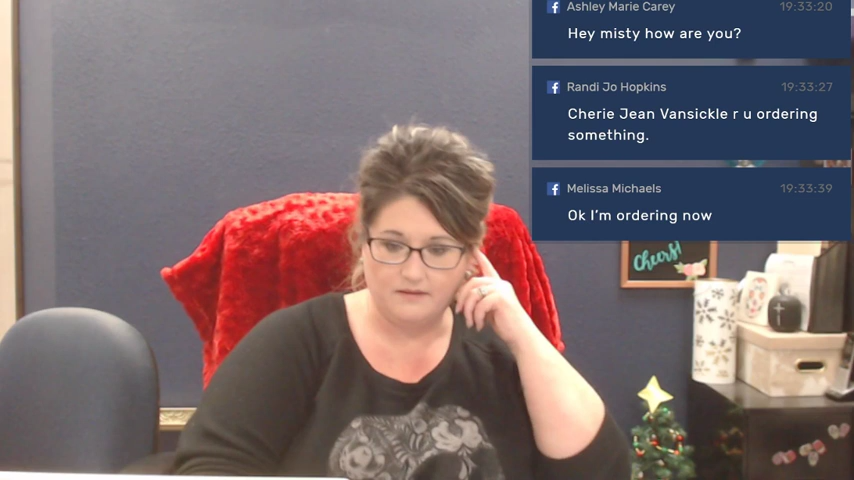 Ashley Marie Carey 19:33:20
Hey misty how are you?
Randi Jo Hopkins 19:33:27
Cherie Jean Vansickle r u ordering
something.
Melissa Michaels 19:33:39
Ok I'm ordering now
Cheers!